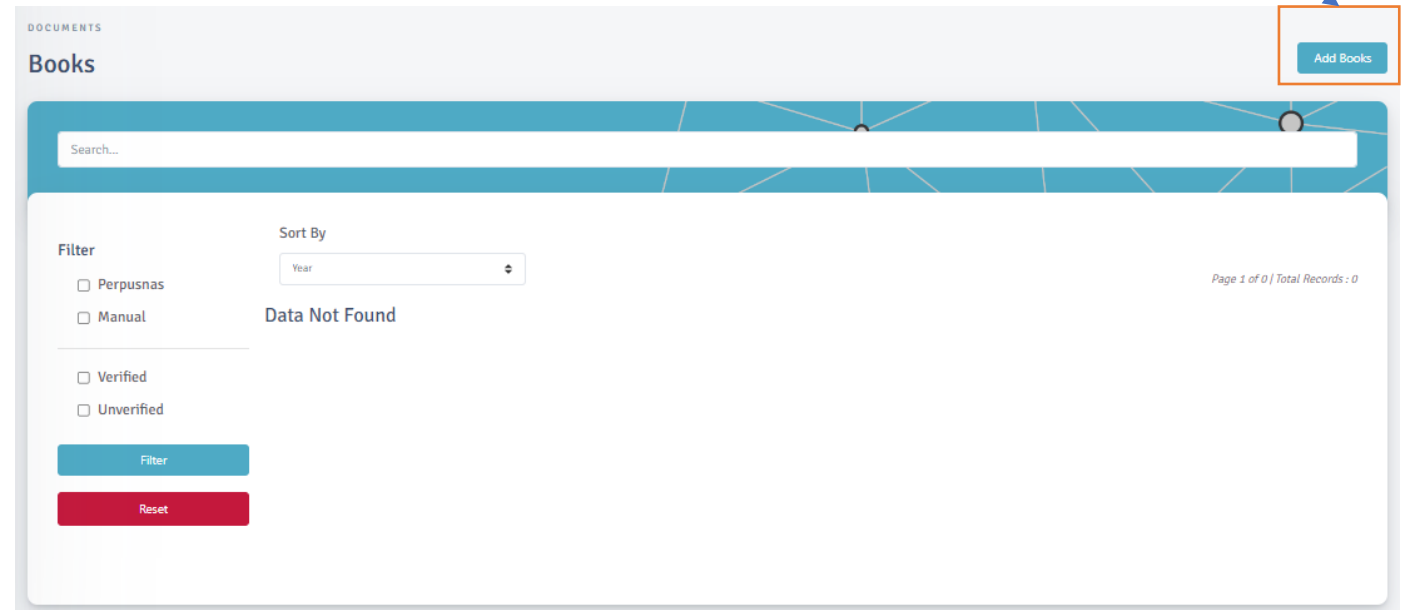 DOCUMENTS
Books
Add Books
Search...
Filter
Perpusnas
Manual
Verified
Unverified
Filter
Reset
Sort By
Year
Page 1 of 0 | Total Records : 0
Data Not Found